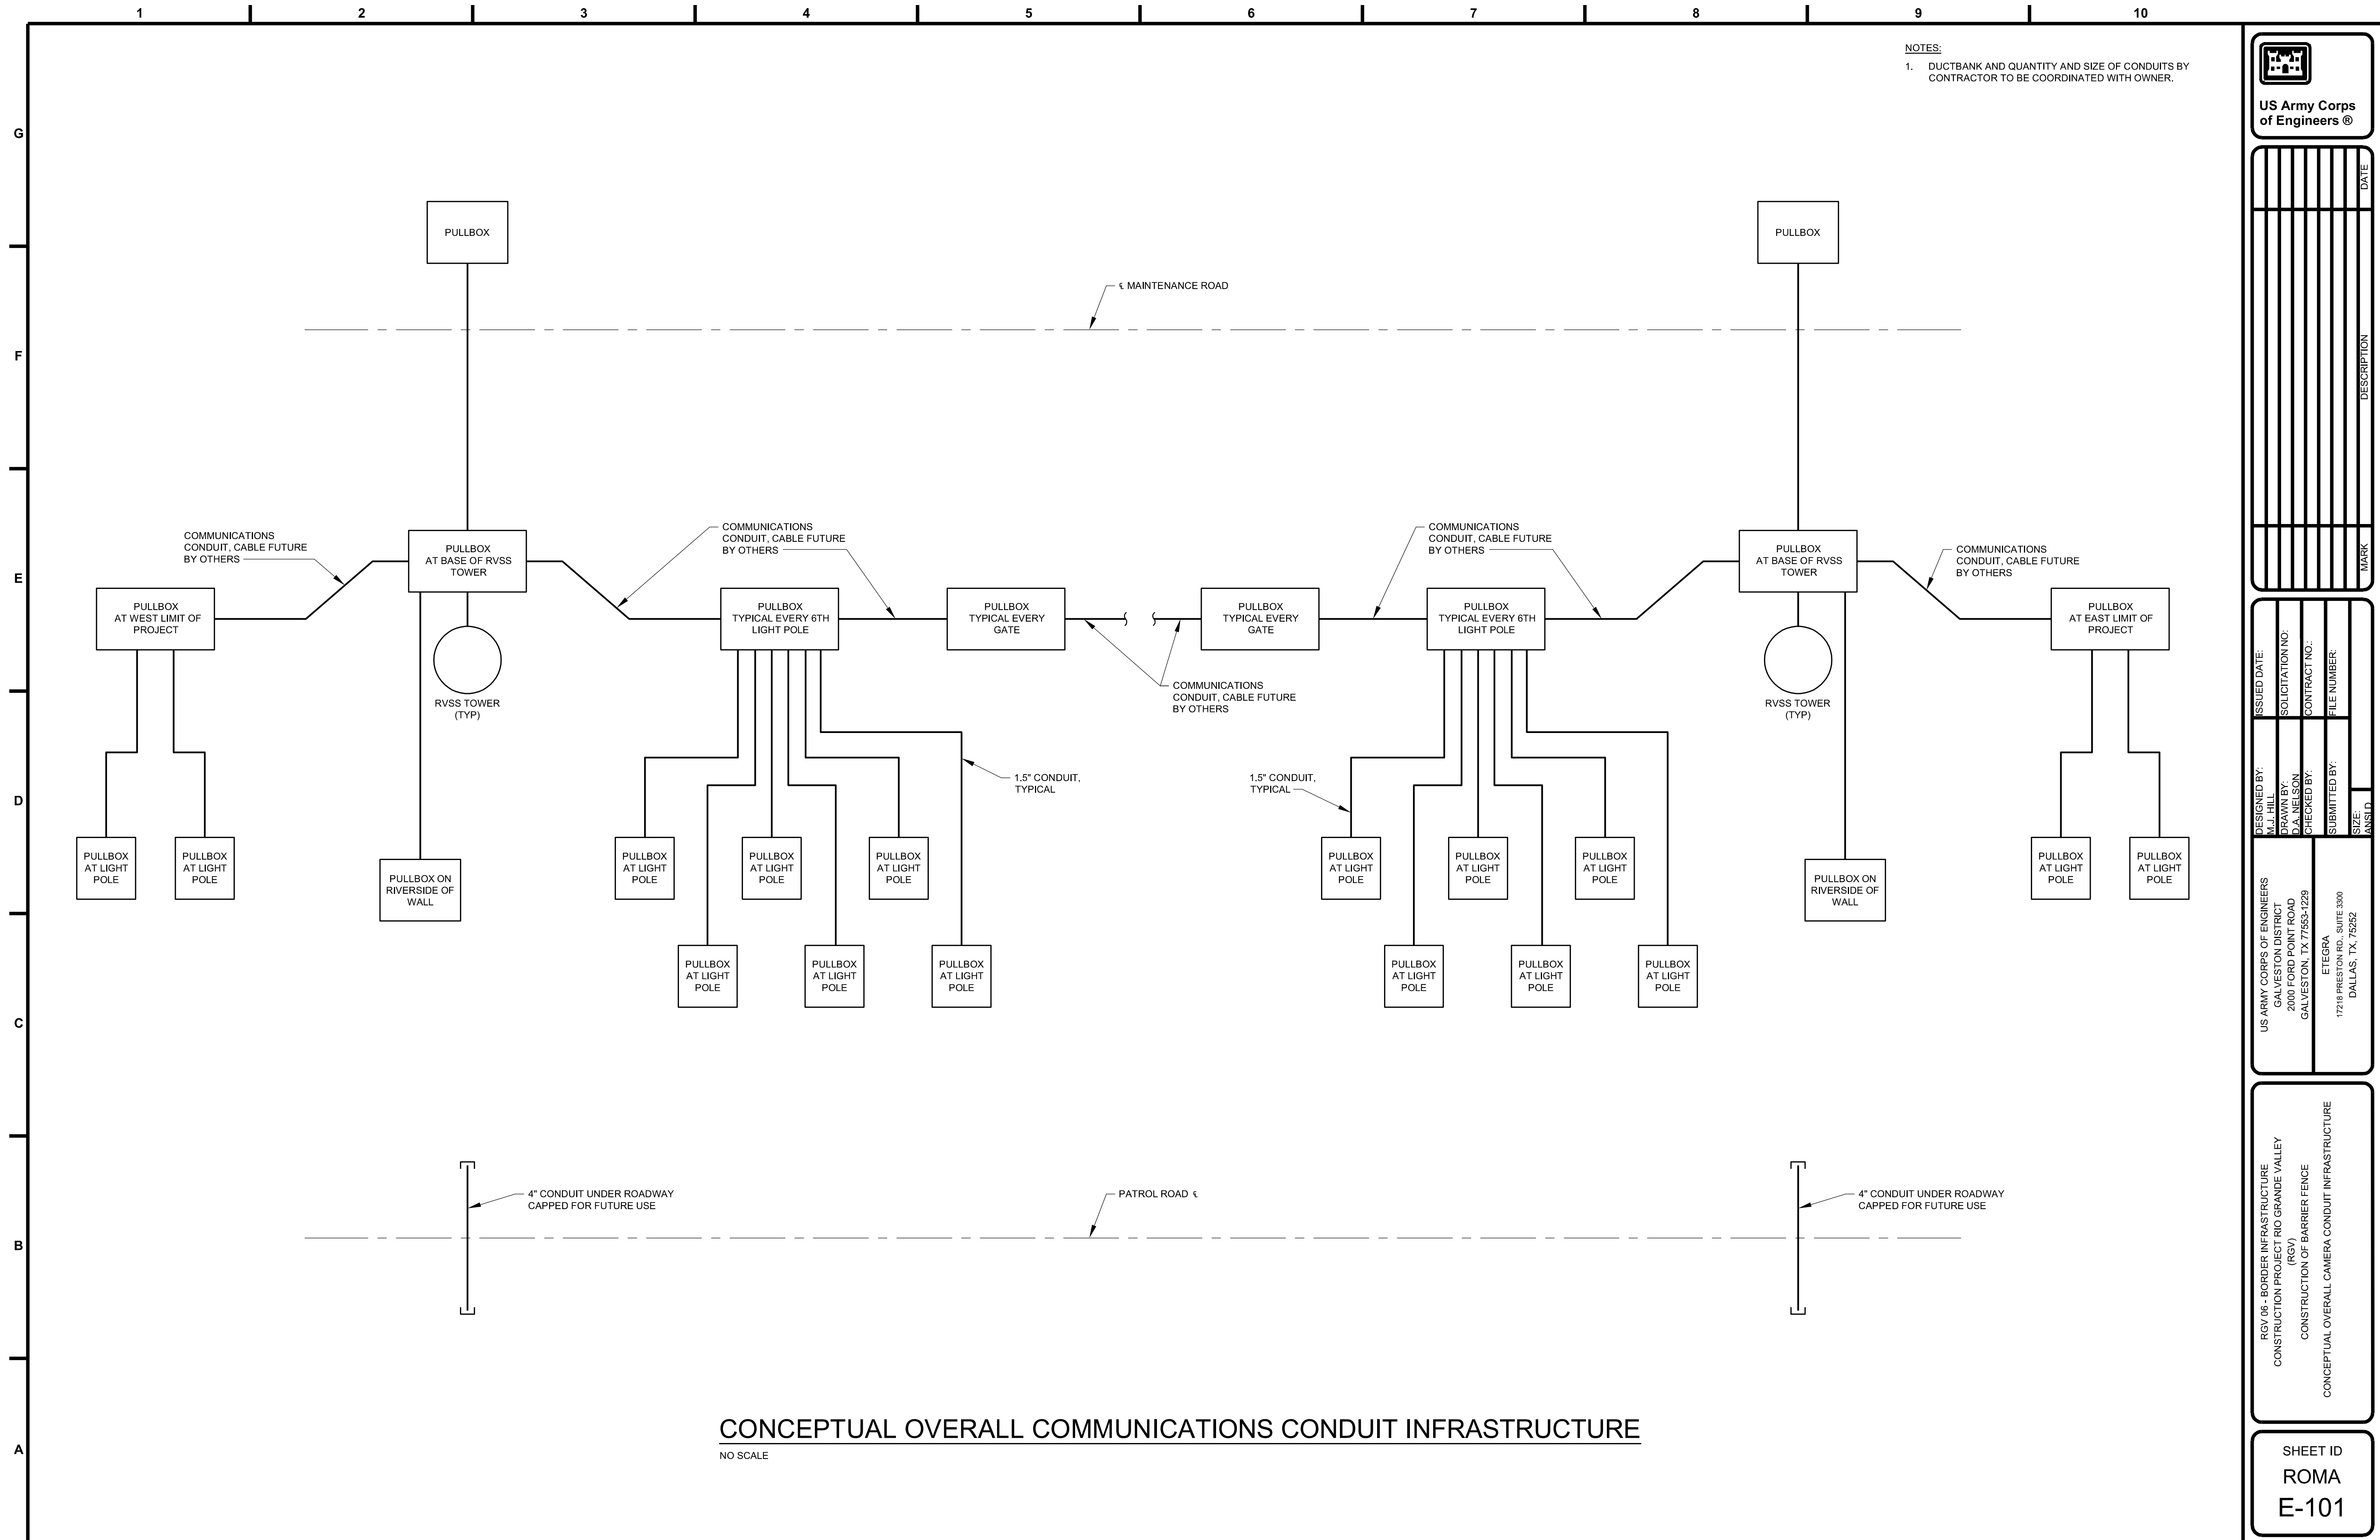 1 2 3 4 5 6 7 8 9 10
NOTES:
1. DUCTBANK AND QUANTITY AND SIZE OF CONDUITS BY
CONTRACTOR TO BE COORDINATED WITH OWNER.
G
F
E
D
C
B
A
PULLBOX
PULLBOX
℄ MAINTENANCE ROAD
COMMUNICATIONS
CONDUIT, CABLE FUTURE
BY OTHERS
PULLBOX
AT BASE OF RVSS
TOWER
COMMUNICATIONS
CONDUIT, CABLE FUTURE
BY OTHERS
COMMUNICATIONS
CONDUIT, CABLE FUTURE
BY OTHERS
PULLBOX
AT BASE OF RVSS
TOWER
COMMUNICATIONS
CONDUIT, CABLE FUTURE
BY OTHERS
PULLBOX
AT WEST LIMIT OF
PROJECT
PULLBOX
TYPICAL EVERY 6TH
LIGHT POLE
PULLBOX
TYPICAL EVERY
GATE
PULLBOX
TYPICAL EVERY
GATE
PULLBOX
TYPICAL EVERY 6TH
LIGHT POLE
PULLBOX
AT EAST LIMIT OF
PROJECT
RVSS TOWER
(TYP)
COMMUNICATIONS
CONDUIT, CABLE FUTURE
BY OTHERS
RVSS TOWER
(TYP)
1.5" CONDUIT,
TYPICAL
1.5" CONDUIT,
TYPICAL
PULLBOX
AT LIGHT
POLE
PULLBOX
AT LIGHT
POLE
PULLBOX ON
RIVERSIDE OF
WALL
PULLBOX
AT LIGHT
POLE
PULLBOX
AT LIGHT
POLE
PULLBOX
AT LIGHT
POLE
PULLBOX
AT LIGHT
POLE
PULLBOX
AT LIGHT
POLE
PULLBOX
AT LIGHT
POLE
PULLBOX ON
RIVERSIDE OF
WALL
PULLBOX
AT LIGHT
POLE
PULLBOX
AT LIGHT
POLE
PULLBOX
AT LIGHT
POLE
PULLBOX
AT LIGHT
POLE
PULLBOX
AT LIGHT
POLE
PULLBOX
AT LIGHT
POLE
PULLBOX
AT LIGHT
POLE
PULLBOX
AT LIGHT
POLE
4" CONDUIT UNDER ROADWAY
CAPPED FOR FUTURE USE
PATROL ROAD ℄
4" CONDUIT UNDER ROADWAY
CAPPED FOR FUTURE USE
CONCEPTUAL OVERALL COMMUNICATIONS CONDUIT INFRASTRUCTURE
NO SCALE
US Army Corps
of Engineers ®
DATE
DESCRIPTION
MARK
ISSUED DATE:
SOLICITATION NO:
CONTRACT NO.:
FILE NUMBER:
DESIGNED BY:
M.J. HILL
DRAWN BY:
D.A. NELSON
CHECKED BY:
SUBMITTED BY:
SIZE:
ANSI D
US ARMY CORPS OF ENGINEERS
GALVESTON DISTRICT
2000 FORD POINT ROAD
GALVESTON, TX 77553-1229
ETEGRA
17218 PRESTON RD., SUITE 3300
DALLAS, TX, 75252
RGV 06 - BORDER INFRASTRUCTURE
CONSTRUCTION PROJECT RIO GRANDE VALLEY
(RGV)
CONSTRUCTION OF BARRIER FENCE
CONCEPTUAL OVERALL CAMERA CONDUIT INFRASTRUCTURE
SHEET ID
ROMA
E-101